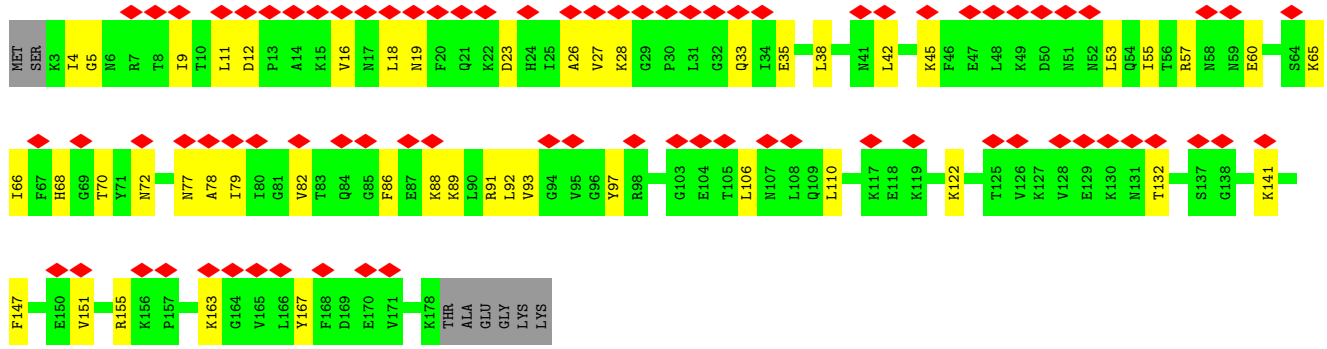 MET SER K3 I4 G5 N6 R7 T8 I9 T10 L11 D12 P13 A14 K15 V16 N17 L18 N19 F20 Q21 K22 D23 H24 I25 A26 V27 K28 G29 P30 L31 G32 Q33 I34 E35 L38 N41 L42 K45 F46 E47 L48 K49 D50 N51 N52 L53 Q54 I55 T56 R57 N58 N59 E60 S64 K65
I66 F67 H68 G69 T70 Y71 N72 N77 A78 I79 I80 G81 V82 T83 Q84 G85 F86 E87 K88 K89 L90 R91 L92 V93 G94 V95 G96 Y97 R98 G103 E104 T105 L106 N107 L108 Q109 L110 K117 E118 K119 K122 T125 V126 K127 V128 E129 K130 N131 T132 S137 G138 K141
F147 E150 V151 R155 K156 P157 K163 G164 V165 L166 Y167 F168 D169 E170 V171 K178 THR ALA GLU GLY LYS LYS